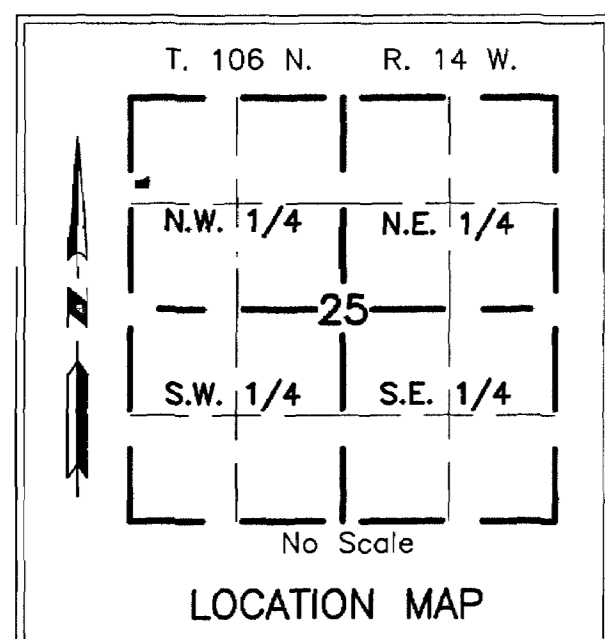 T. 106 N. R. 14 W.
N.W. 1/4 N.E. 1/4
25
S.W. 1/4 S.E. 1/4
No Scale
LOCATION MAP